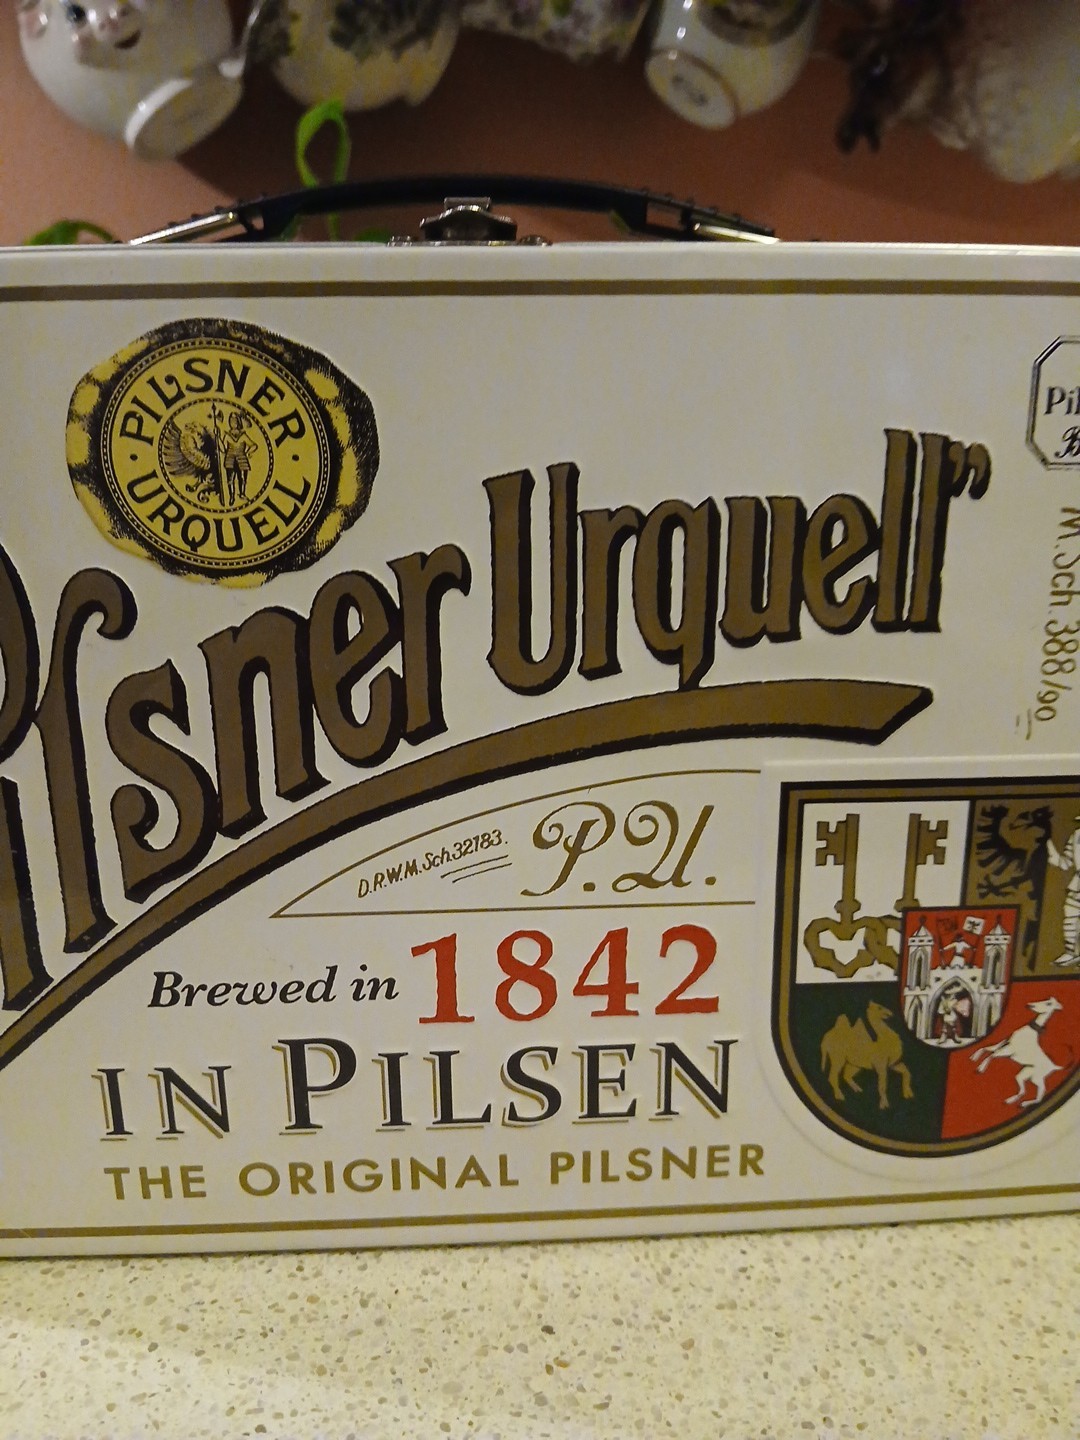 PILSNER
URQUELL
Pilsner Urquell”
M.Sch.388/90
D.R.W.M.Sch.32183.
P.U.
Brewed in 1842
IN PILSEN
THE ORIGINAL PILSNER